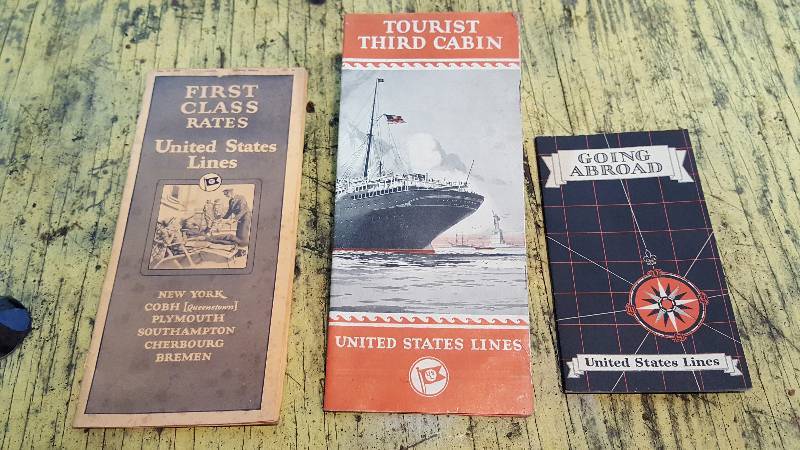 FIRST
CLASS
RATES
United States
Lines
NEW YORK
COBH [Queenstown]
PLYMOUTH
SOUTHAMPTON
CHERBOURG
BREMEN
TOURIST
THIRD CABIN
UNITED STATES LINES
GOING
ABROAD
United States Lines